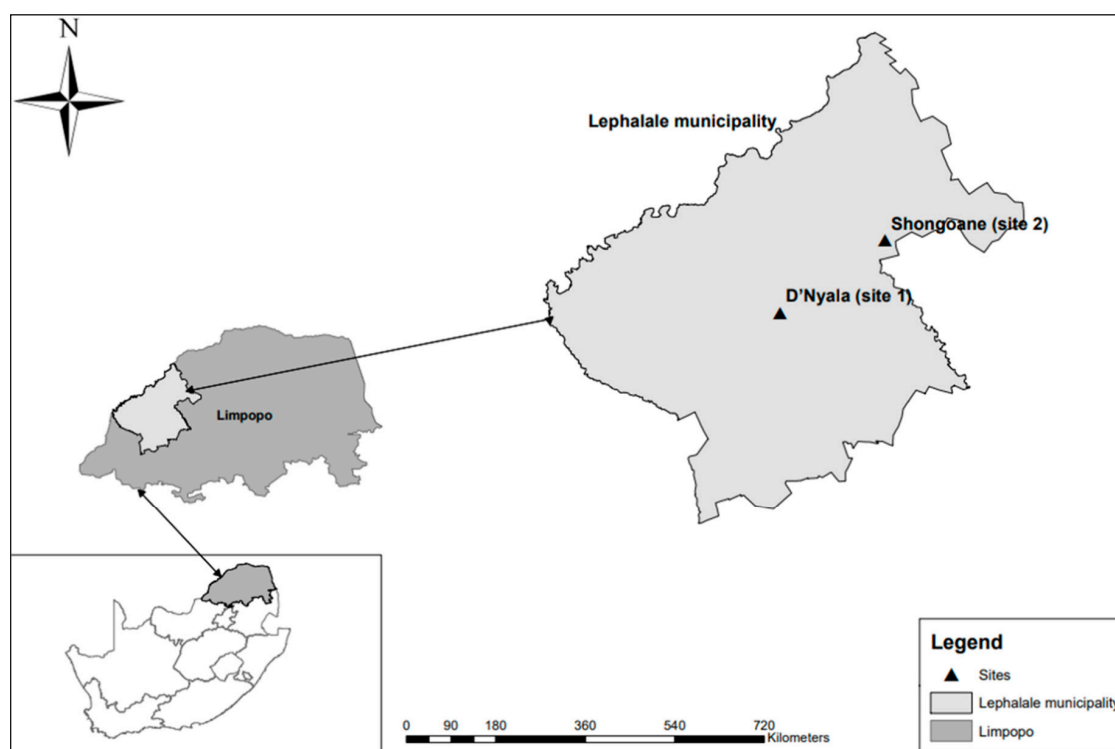 N
Lephalale municipality
Shongoane (site 2)
D'Nyala (site 1)
Limpopo
Legend
Sites
Lephalale municipality
Limpopo
0 90 180 360 540 720
Kilometers